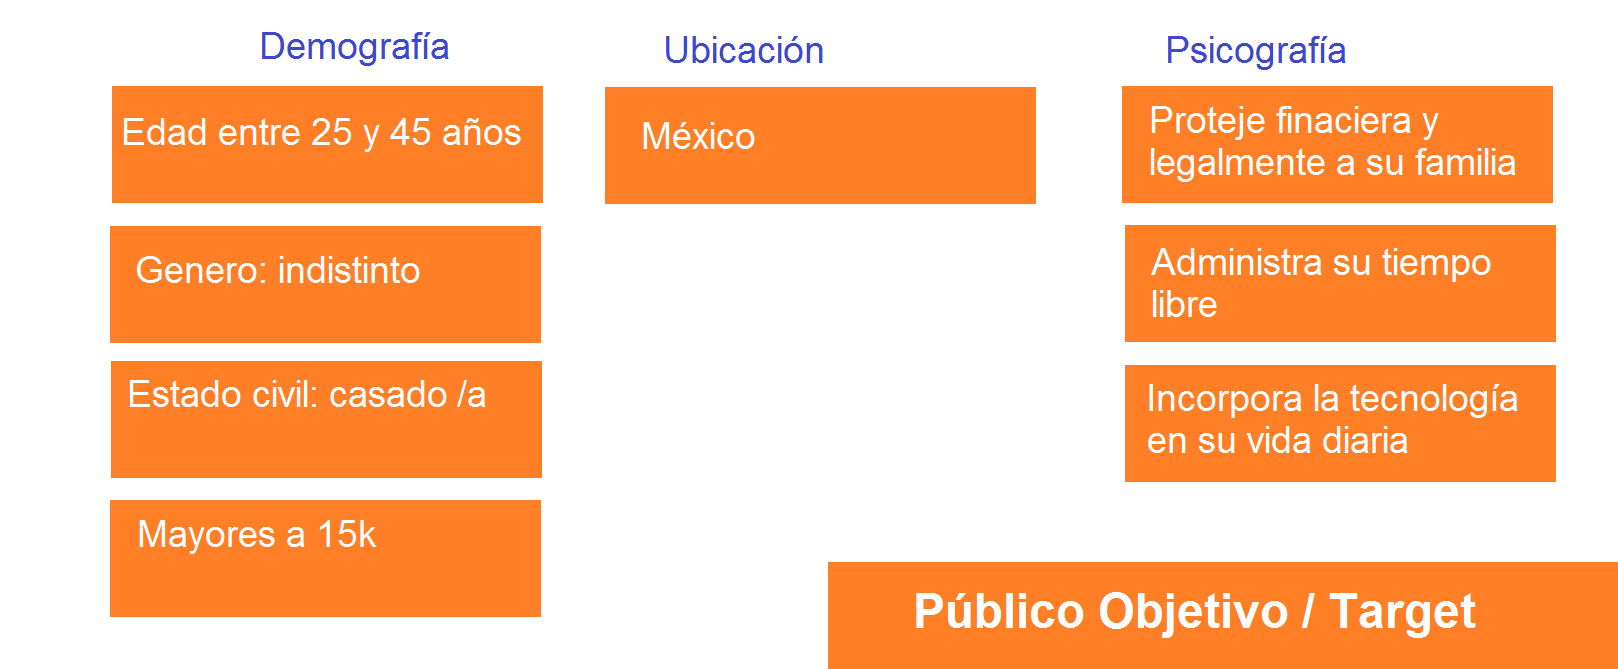 Demografía
Edad entre 25 y 45 años
Genero: indistinto
Estado civil: casado /a
Mayores a 15k
Ubicación
México
Psicografía
Proteje finaciera y
legalmente a su familia
Administra su tiempo
libre
Incorpora la tecnología
en su vida diaria
Público Objetivo / Target